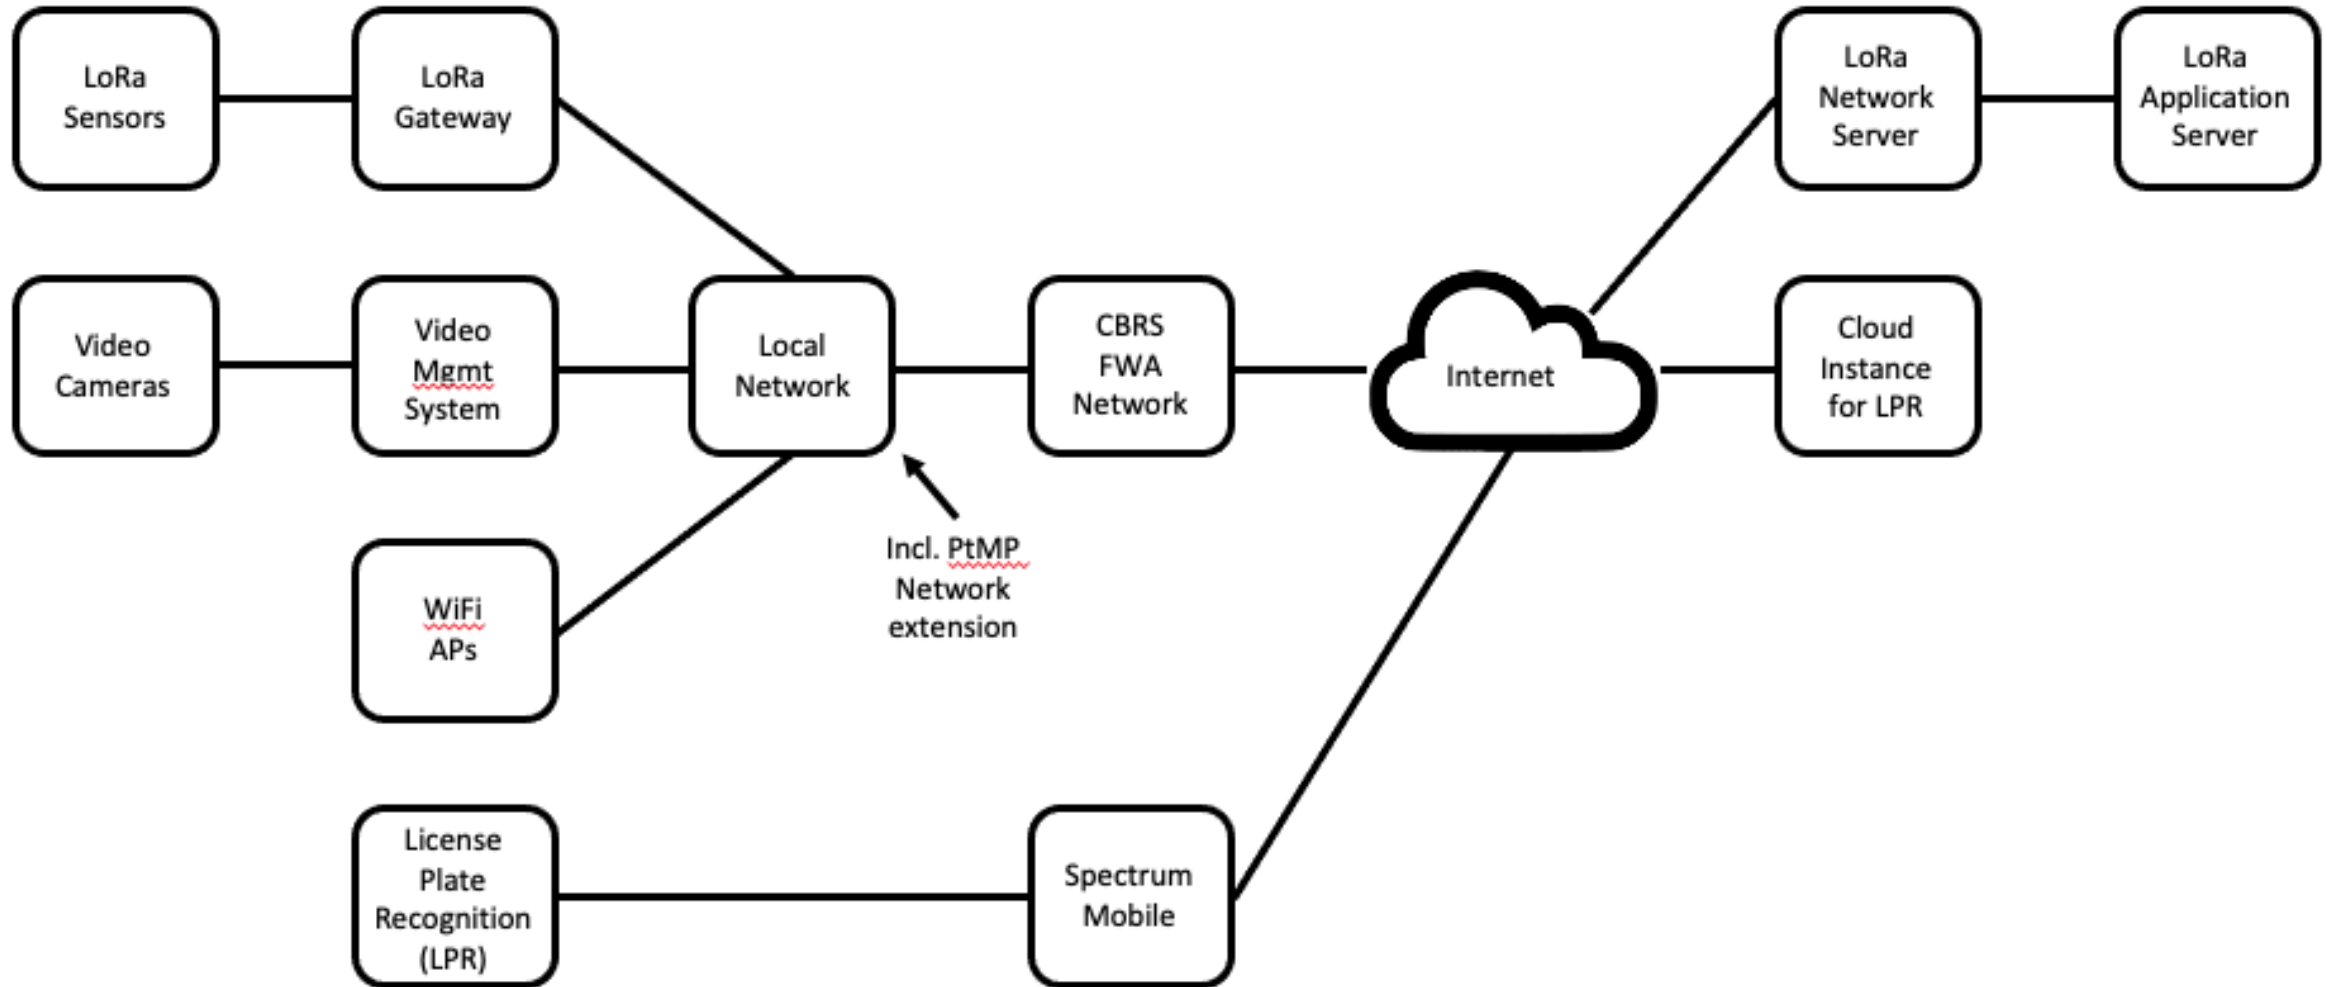 LoRa
Sensors
LoRa
Gateway
LoRa
Network
Server
LoRa
Application
Server
Video
Cameras
Video
Mgmt
System
Local
Network
CBRS
FWA
Network
Internet
Cloud
Instance
for LPR
Incl. PtMP
Network
extension
WiFi
APs
License
Plate
Recognition
(LPR)
Spectrum
Mobile